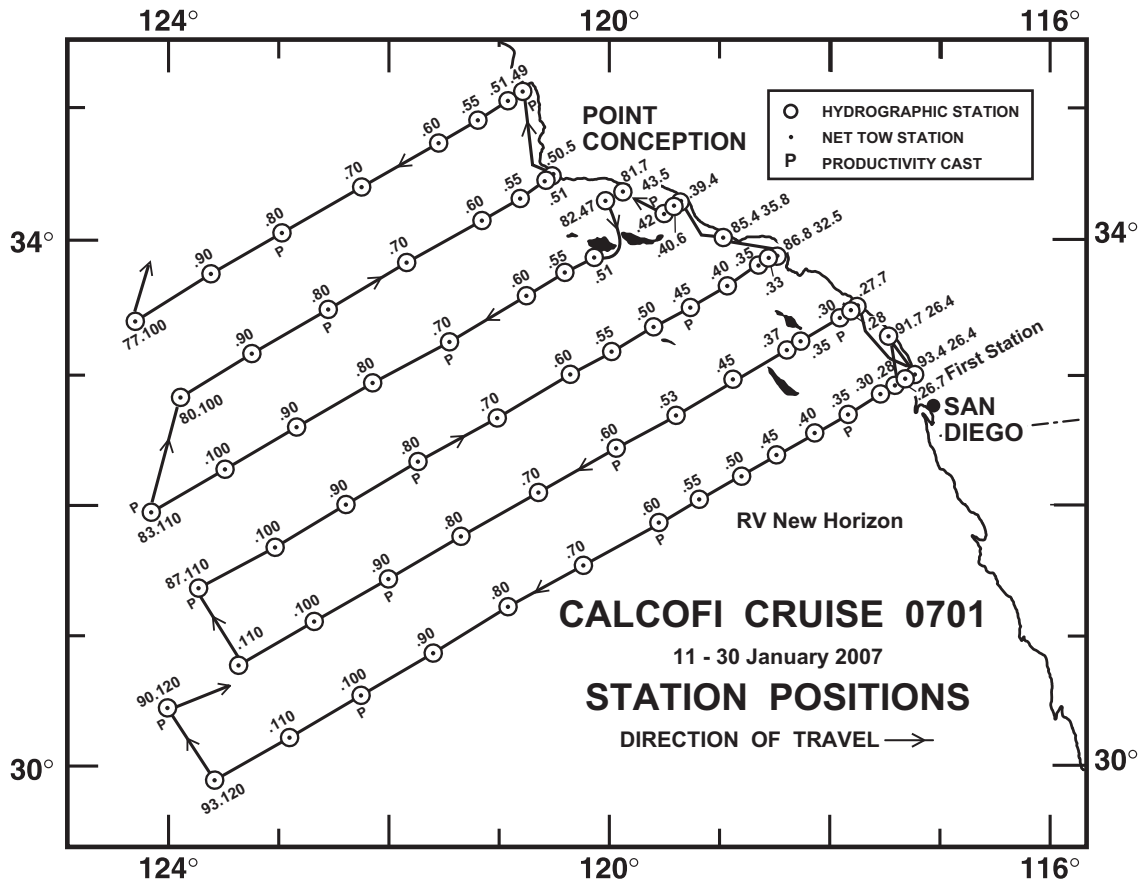 124° 120° 116°
34°
30°
34°
30°
124° 120° 116°
POINT
CONCEPTION
HYDROGRAPHIC STATION
NET TOW STATION
P PRODUCTIVITY CAST
77.100 .90 .80 .70 .60 .55 .51 .49
P P
80.100 .90 .80 .70 .60 .55 .51 .50.5
P
83.110 .100 .90 .80 .70 .60 .55 .51
P P
82.47 81.7 43.5 .42 .40.6 .39.4
P
85.4 35.8
86.8 32.5
87.110 .100 .90 .80 .70 .60 .55 .50 .45 .40 .35 .33
P P P
90.120 .110 .100 .90 .80 .70 .60 .53 .45 .37 .35 .30 .28 .27.7
P P P P
91.7 26.4
93.4 26.4
First Station
93.120 .110 .100 .90 .80 .70 .60 .55 .50 .45 .40 .35 .30 .28 .26.7
P P P
SAN
DIEGO
RV New Horizon
CALCOFI CRUISE 0701
11 - 30 January 2007
STATION POSITIONS
DIRECTION OF TRAVEL